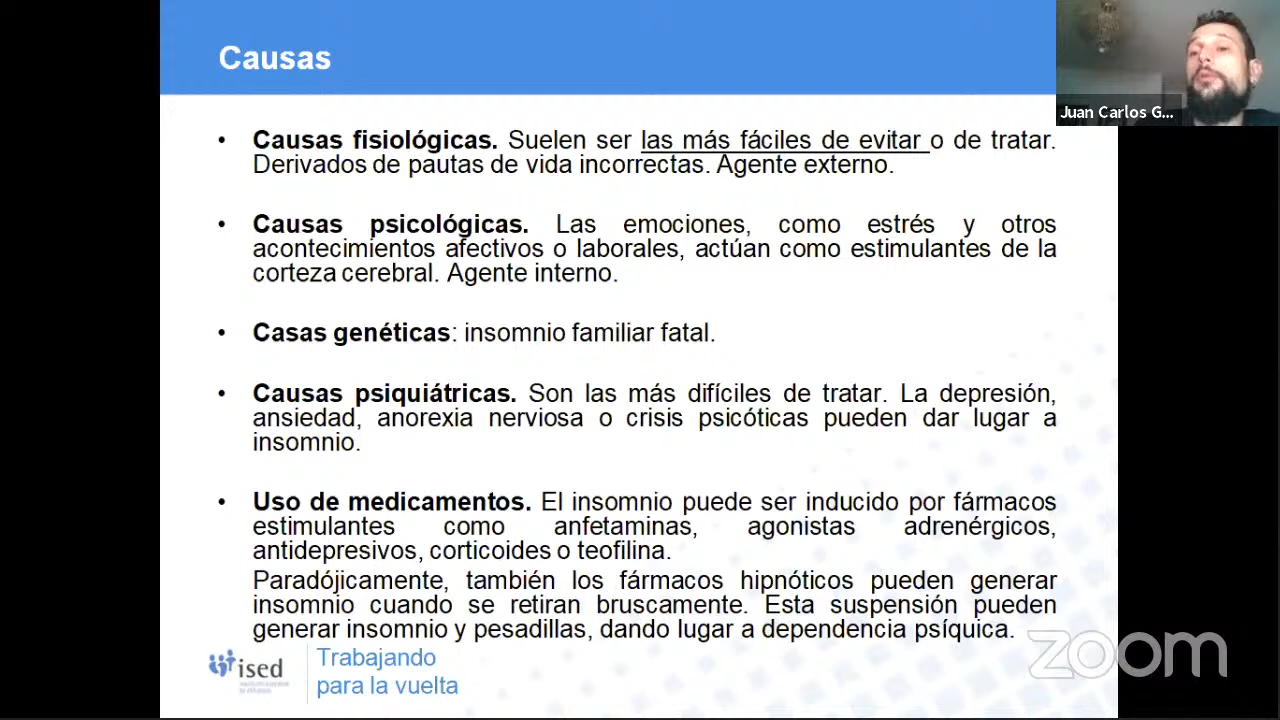 Causas
Juan Carlos G...
• Causas fisiológicas. Suelen ser las más fáciles de evitar o de tratar.
Derivados de pautas de vida incorrectas. Agente externo.
• Causas psicológicas. Las emociones, como estrés y otros
acontecimientos afectivos o laborales, actúan como estimulantes de la
corteza cerebral. Agente interno.
• Casas genéticas: insomnio familiar fatal.
• Causas psiquiátricas. Son las más difíciles de tratar. La depresión,
ansiedad, anorexia nerviosa o crisis psicóticas pueden dar lugar a
insomnio.
• Uso de medicamentos. El insomnio puede ser inducido por fármacos
estimulantes como anfetaminas, agonistas adrenérgicos,
antidepresivos, corticoides o teofilina.
Paradójicamente, también los fármacos hipnóticos pueden generar
insomnio cuando se retiran bruscamente. Esta suspensión pueden
generar insomnio y pesadillas, dando lugar a dependencia psíquica.
ised
Trabajando
para la vuelta
zoom